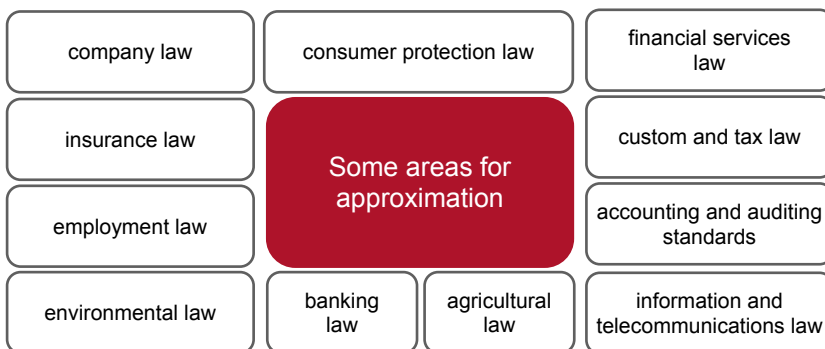 company law
consumer protection law
financial services
law
insurance law
Some areas for
approximation
custom and tax law
employment law
accounting and auditing
standards
environmental law
banking
law
agricultural
law
information and
telecommunications law